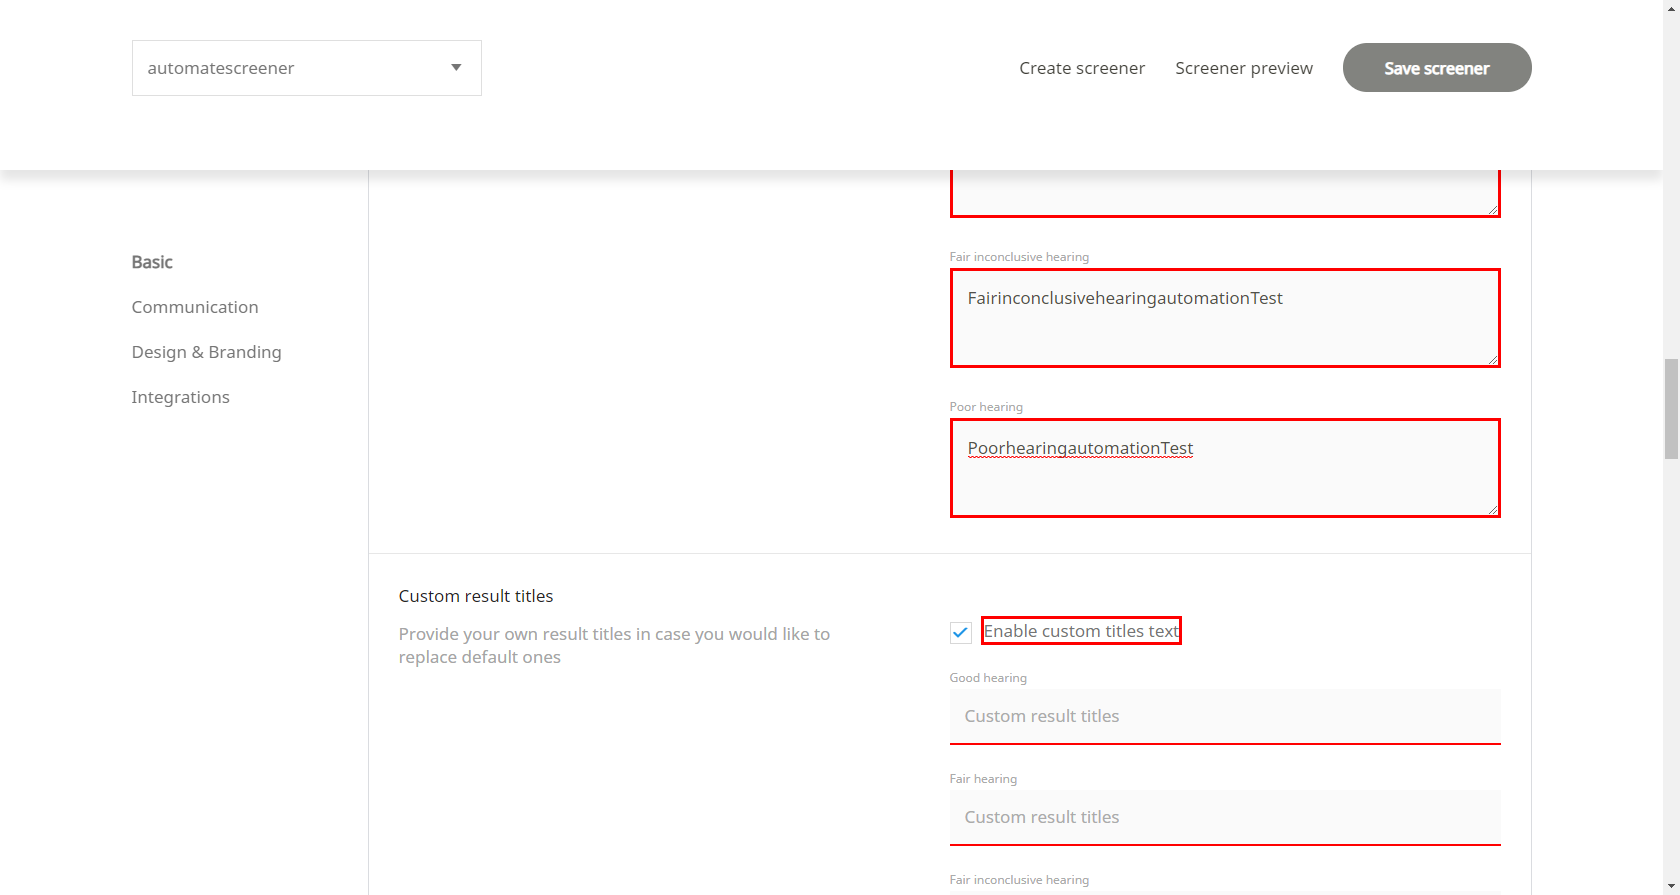 automatescreener
Create screener
Screener preview
Save screener
Basic
Communication
Design & Branding
Integrations
Fair inconclusive hearing
FairinconclusivehearingautomationTest
Poor hearing
PoorhearingautomationTest
Custom result titles
Provide your own result titles in case you would like to
replace default ones
Enable custom titles text
Good hearing
Custom result titles
Fair hearing
Custom result titles
Fair inconclusive hearing